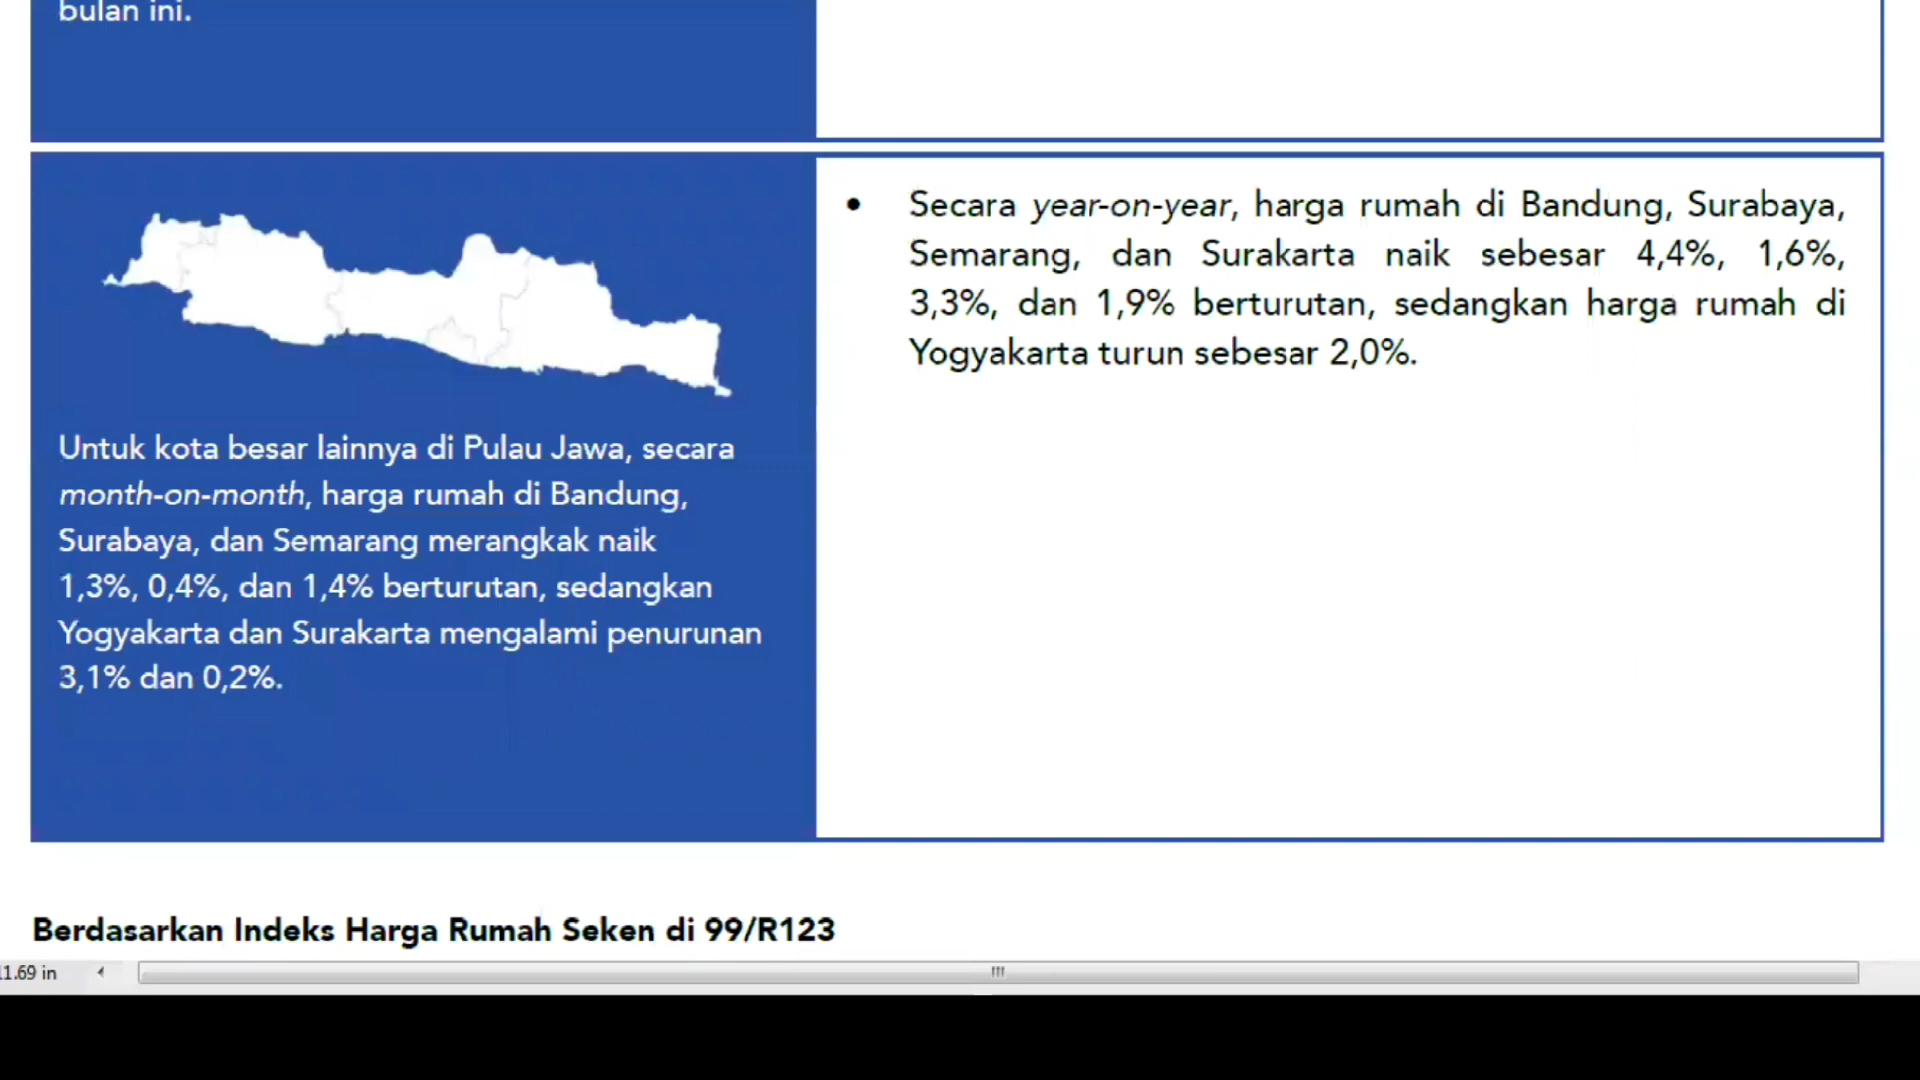 bulan ini.
Untuk kota besar lainnya di Pulau Jawa, secara
month-on-month, harga rumah di Bandung,
Surabaya, dan Semarang merangkak naik
1,3%, 0,4%, dan 1,4% berturutan, sedangkan
Yogyakarta dan Surakarta mengalami penurunan
3,1% dan 0,2%.
• Secara year-on-year, harga rumah di Bandung, Surabaya,
Semarang, dan Surakarta naik sebesar 4,4%, 1,6%,
3,3%, dan 1,9% berturutan, sedangkan harga rumah di
Yogyakarta turun sebesar 2,0%.
Berdasarkan Indeks Harga Rumah Seken di 99/R123
11.69 in